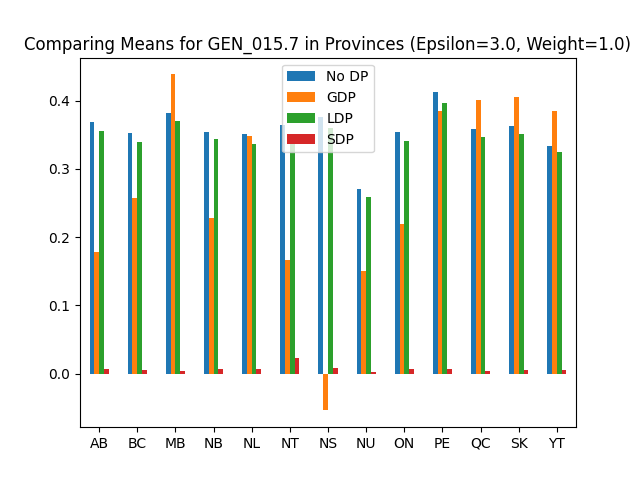 Comparing Means for GEN_015.7 in Provinces (Epsilon=3.0, Weight=1.0)
No DP
GDP
LDP
SDP
0.4
0.3
0.2
0.1
0.0
AB BC MB NB NL NT NS NU ON PE QC SK YT